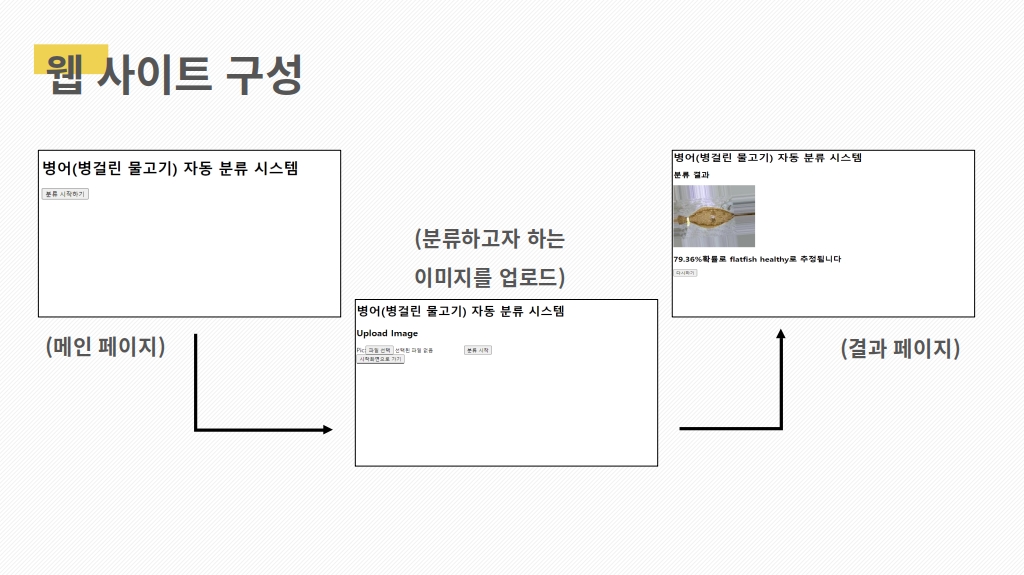 웹 사이트 구성
병어(병걸린 물고기) 자동 분류 시스템
분류 시작하기
(메인 페이지)
(분류하고자 하는
이미지를 업로드)
병어(병걸린 물고기) 자동 분류 시스템
Upload Image
Pic: 파일 선택 선택된 파일 없음 분류 시작
시작화면으로 가기
병어(병걸린 물고기) 자동 분류 시스템
분류 결과
79.36%확률로 flatfish healthy로 추정됩니다
다시하기
(결과 페이지)